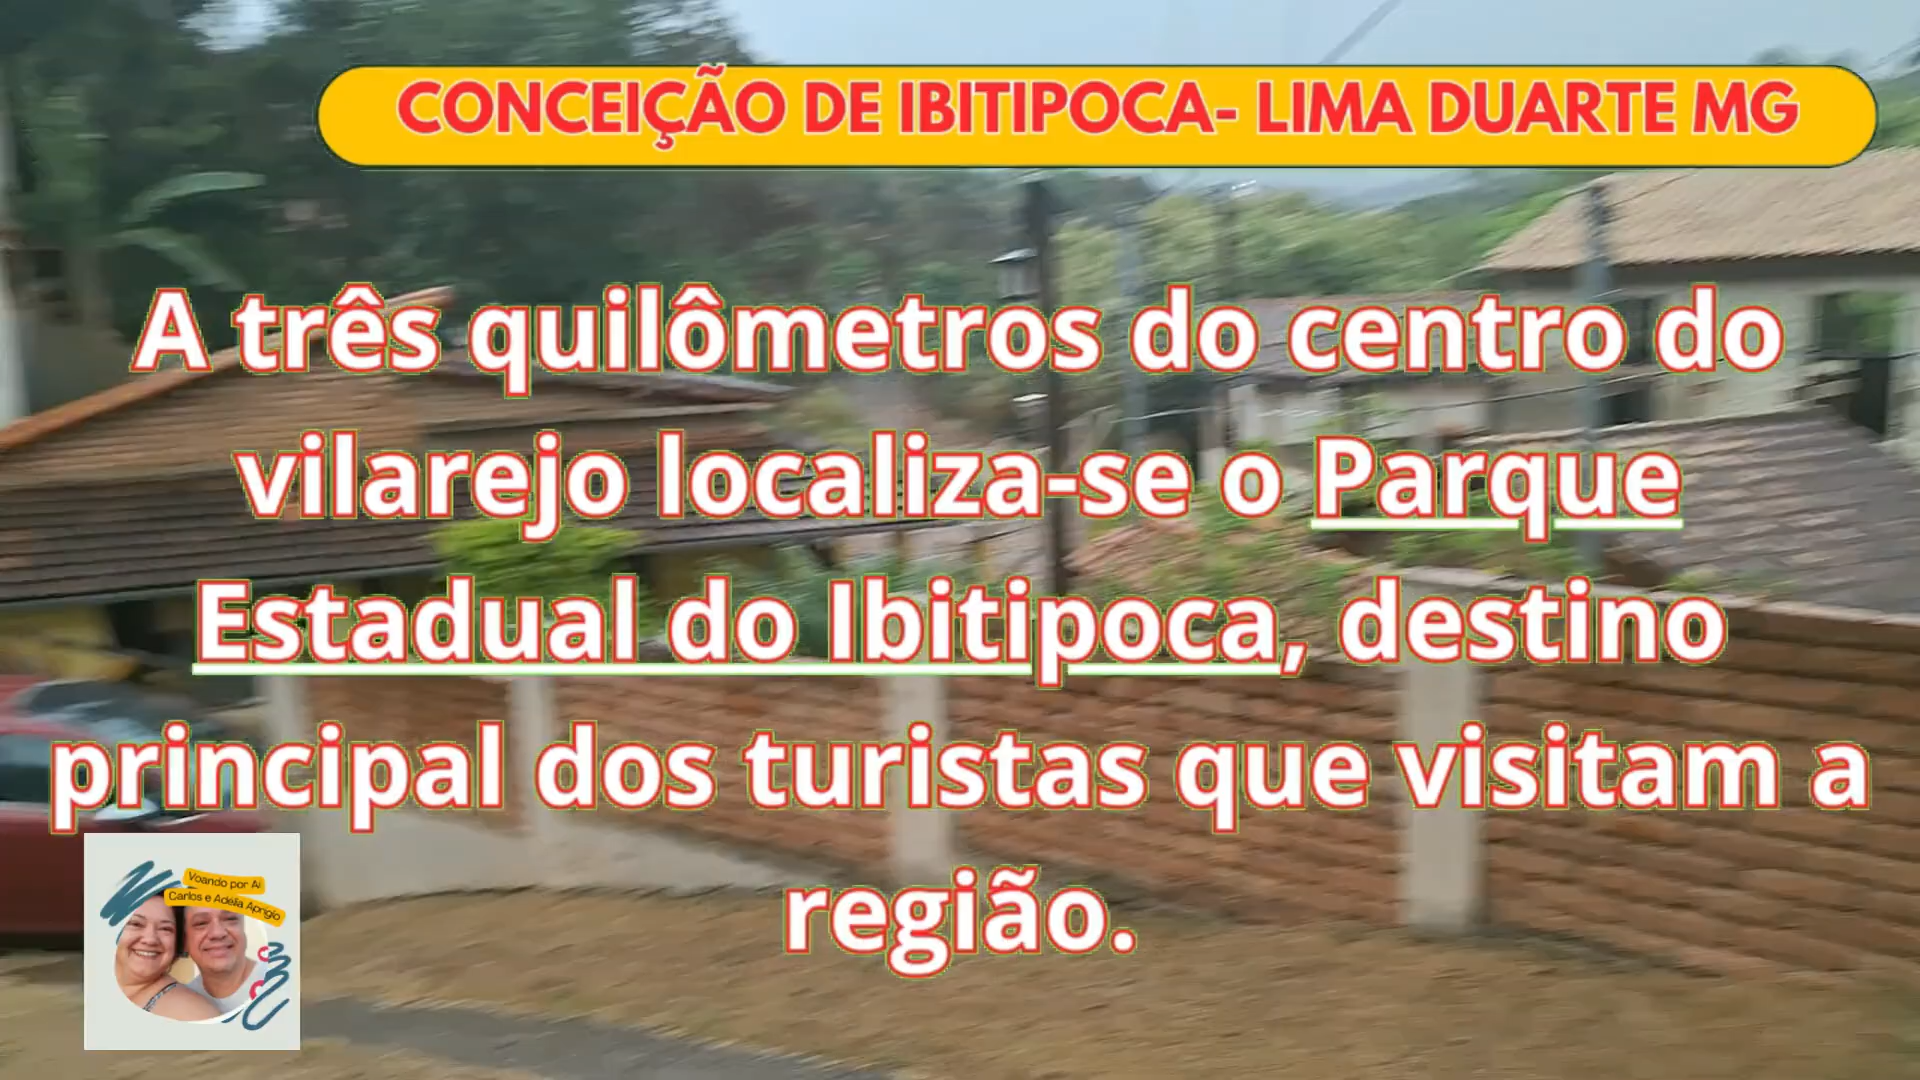 CONCEIÇÃO DE IBITIPOCA- LIMA DUARTE MG
A três quilômetros do centro do
vilarejo localiza-se o Parque
Estadual do Ibitipoca, destino
principal dos turistas que visitam a
região.
Voando por Aí
Carlos e Adelia Aprigio